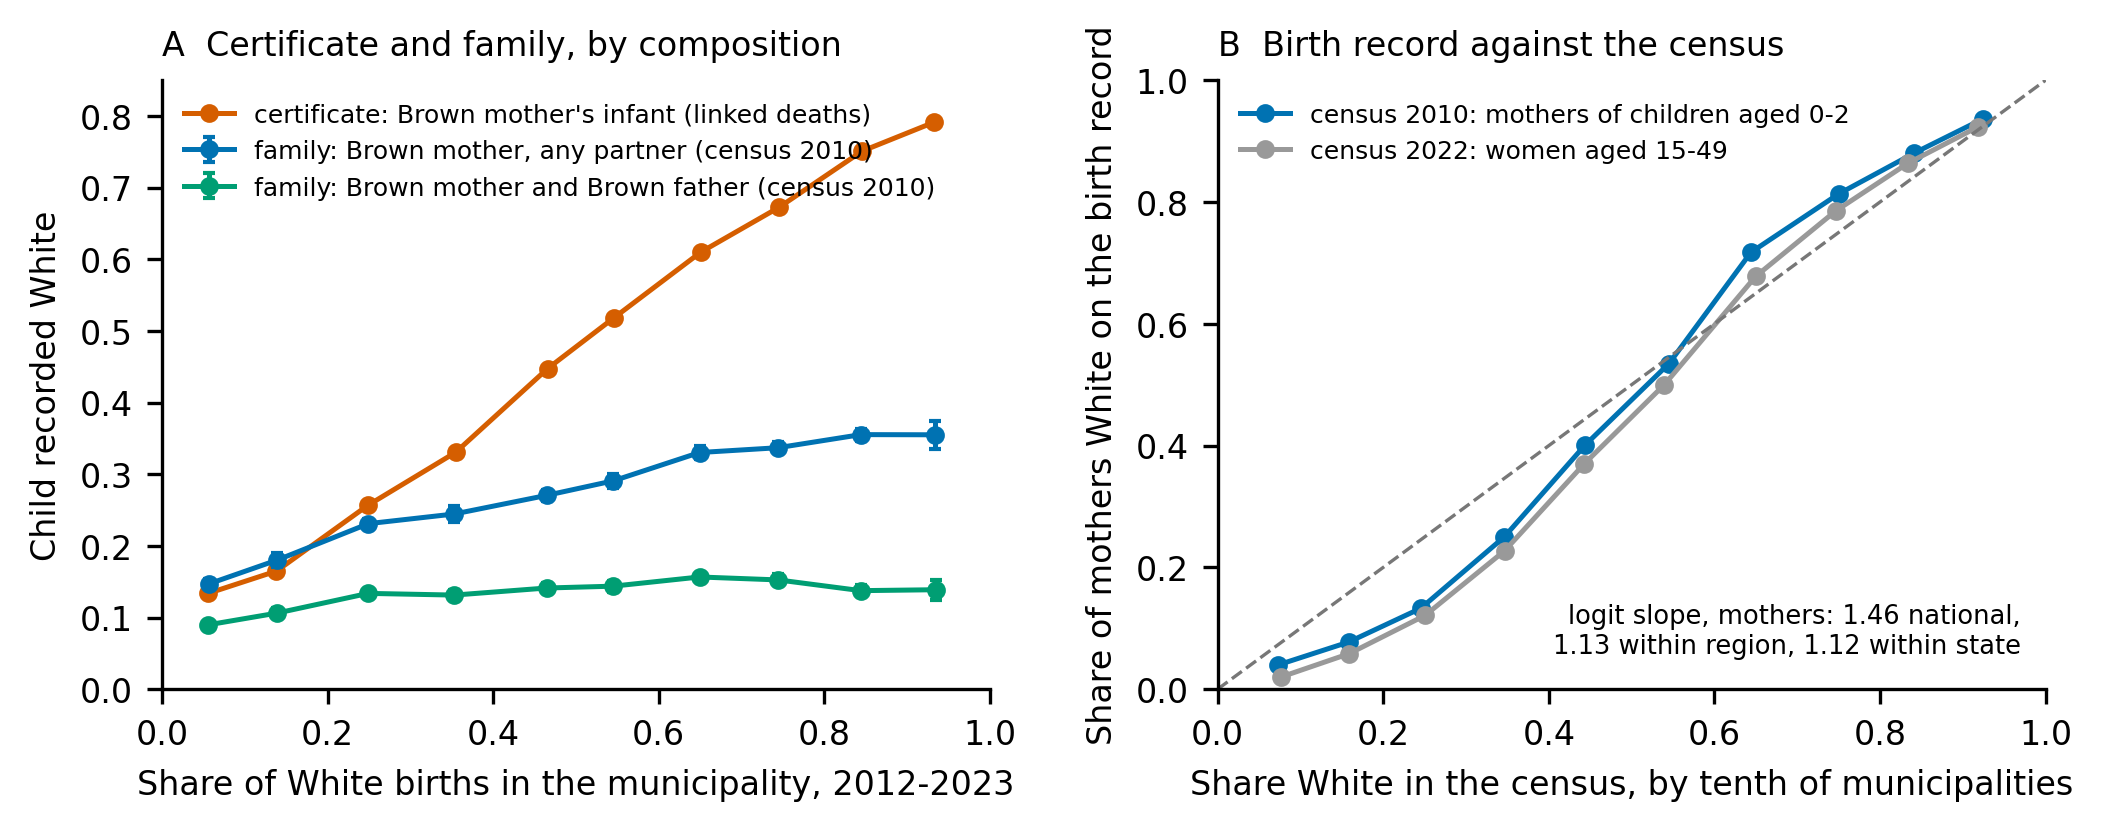 A  Certificate and family, by composition
certificate: Brown mother's infant (linked deaths)
family: Brown mother, any partner (census 2010)
family: Brown mother and Brown father (census 2010)
Child recorded White
0.8
0.7
0.6
0.5
0.4
0.3
0.2
0.1
0.0
0.0 0.2 0.4 0.6 0.8 1.0
Share of White births in the municipality, 2012-2023
B  Birth record against the census
census 2010: mothers of children aged 0-2
census 2022: women aged 15-49
Share of mothers White on the birth record
1.0
0.8
0.6
0.4
0.2
0.0
logit slope, mothers: 1.46 national,
1.13 within region, 1.12 within state
0.0 0.2 0.4 0.6 0.8 1.0
Share White in the census, by tenth of municipalities